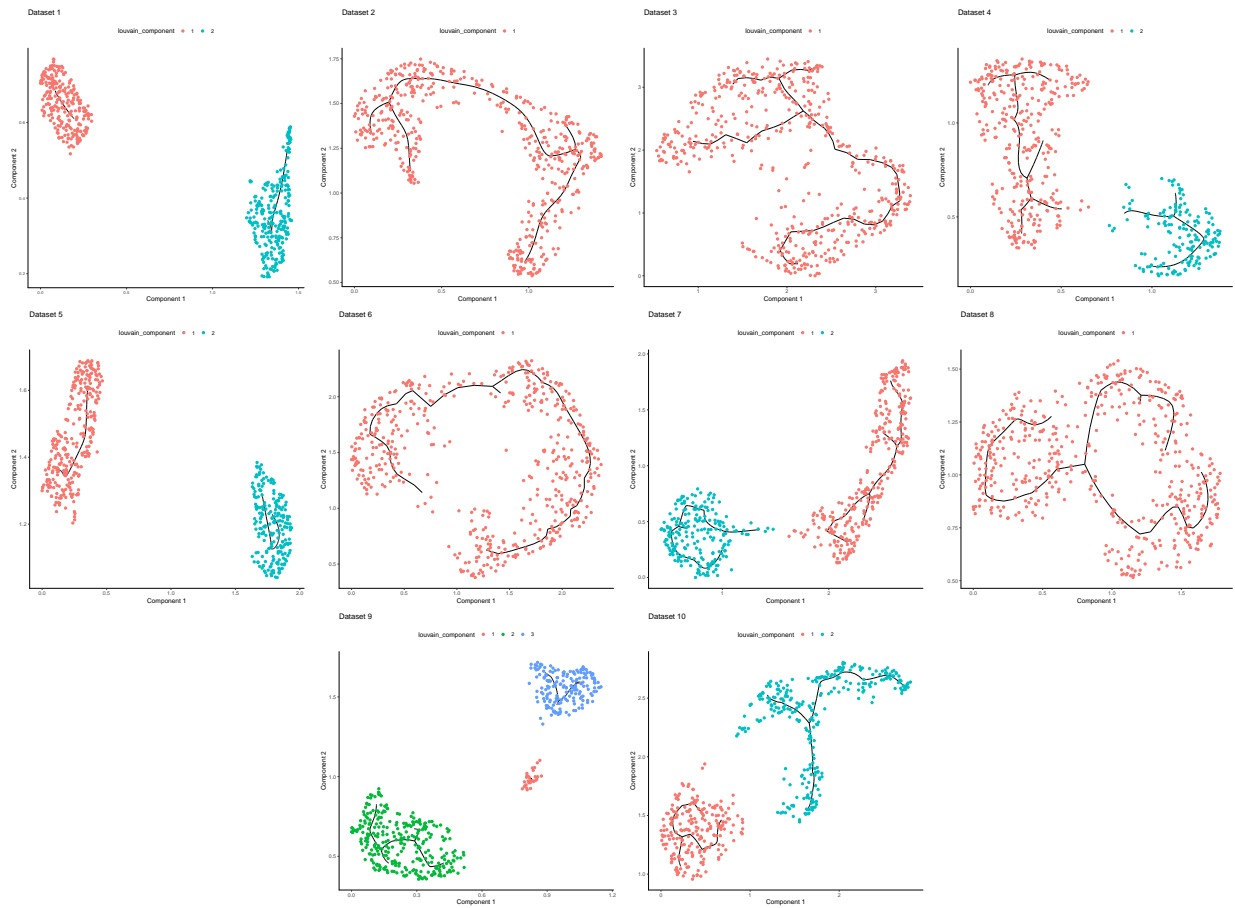 Dataset 1
louvain_component 1 2
Component 2
0.6
0.4
0.2
0.0 0.5 1.0 1.5
Component 1
Dataset 2
louvain_component 1
Component 2
1.75
1.50
1.25
1.00
0.75
0.50
0.0 0.5 1.0
Component 1
Dataset 3
louvain_component 1
Component 2
3
2
1
0
1 2 3
Component 1
Dataset 4
louvain_component 1 2
Component 2
1.0
0.5
0.0 0.5 1.0
Component 1
Dataset 5
louvain_component 1 2
Component 2
1.6
1.4
1.2
0.0 0.5 1.0 1.5 2.0
Component 1
Dataset 6
louvain_component 1
Component 2
2.0
1.5
1.0
0.5
0.0 0.5 1.0 1.5 2.0
Component 1
Dataset 7
louvain_component 1 2
Component 2
2.0
1.5
1.0
0.5
0.0
1 2
Component 1
Dataset 8
louvain_component 1
Component 2
1.50
1.25
1.00
0.75
0.50
0.0 0.5 1.0 1.5
Component 1
Dataset 9
louvain_component 1 2 3
Component 2
1.5
1.0
0.5
0.0 0.3 0.6 0.9 1.2
Component 1
Dataset 10
louvain_component 1 2
Component 2
2.5
2.0
1.5
1.0
0 1 2
Component 1